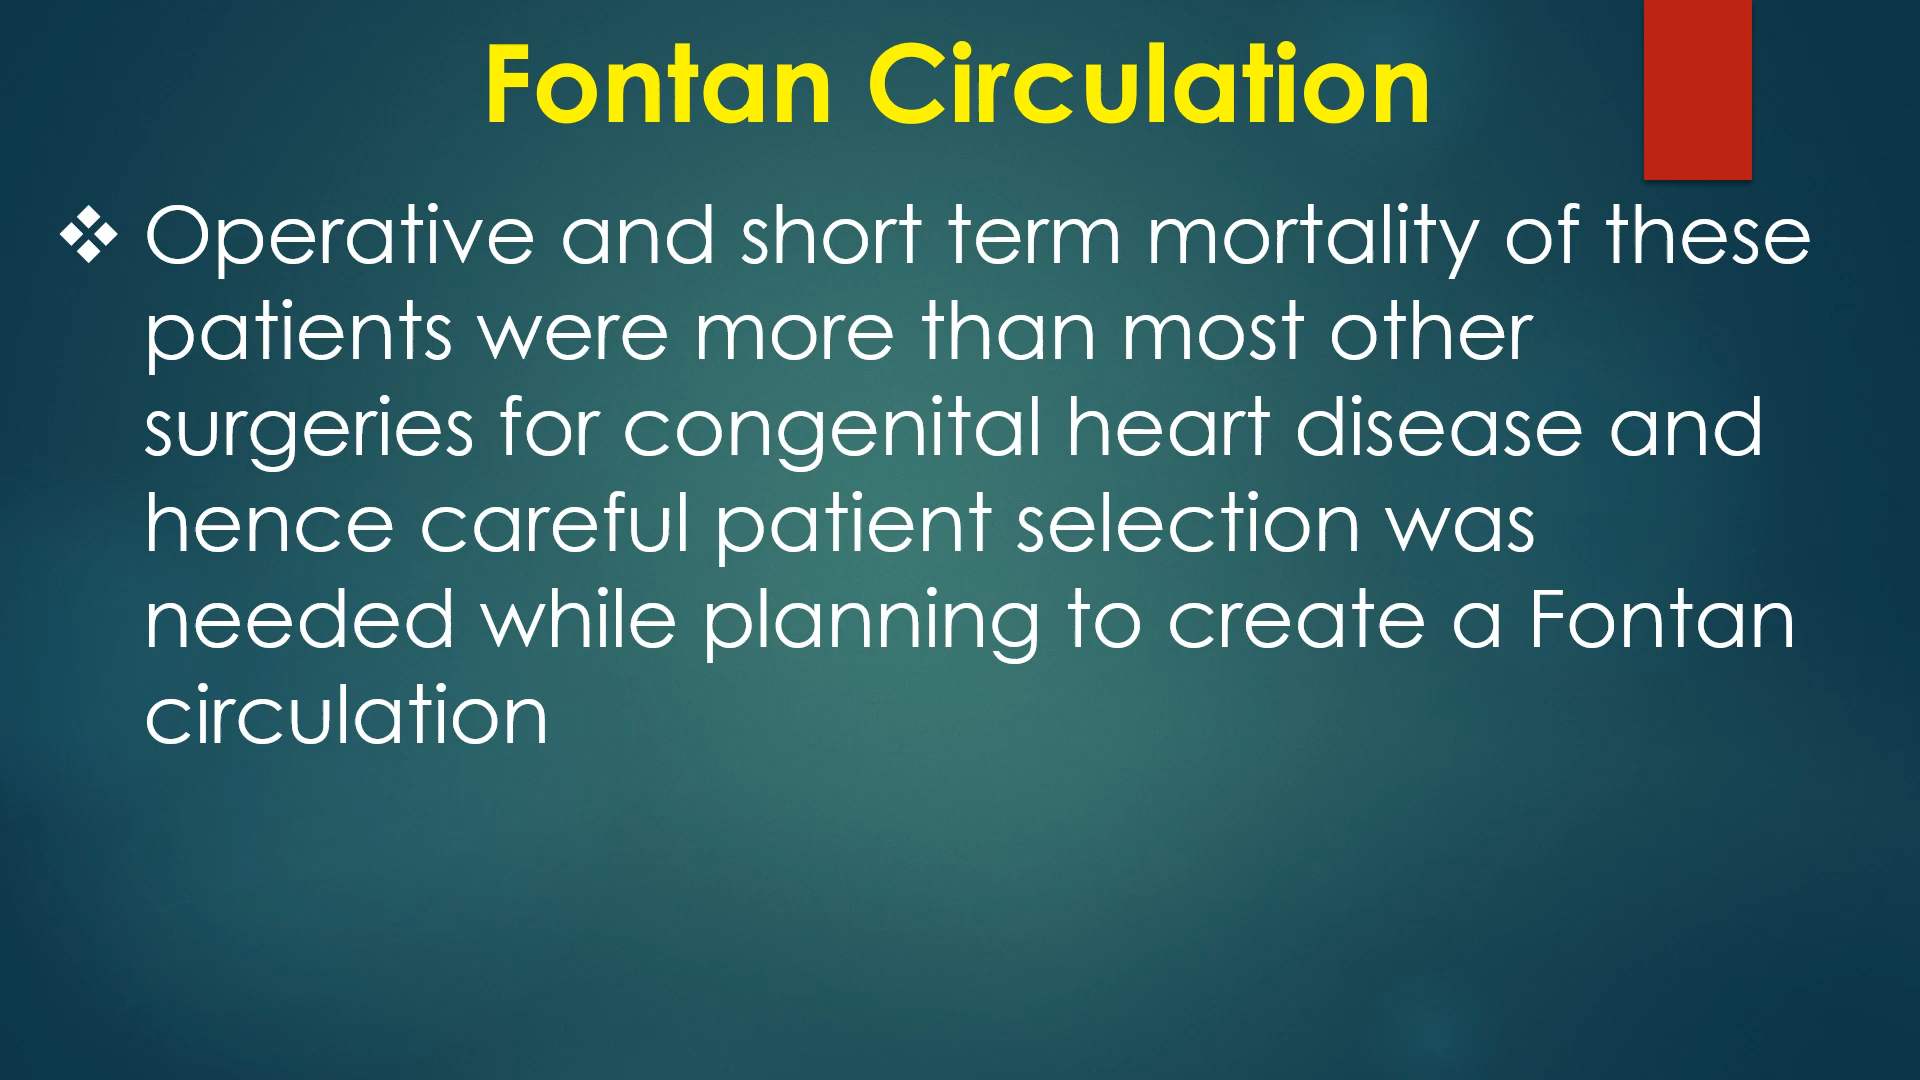 Fontan Circulation
❖ Operative and short term mortality of these
patients were more than most other
surgeries for congenital heart disease and
hence careful patient selection was
needed while planning to create a Fontan
circulation